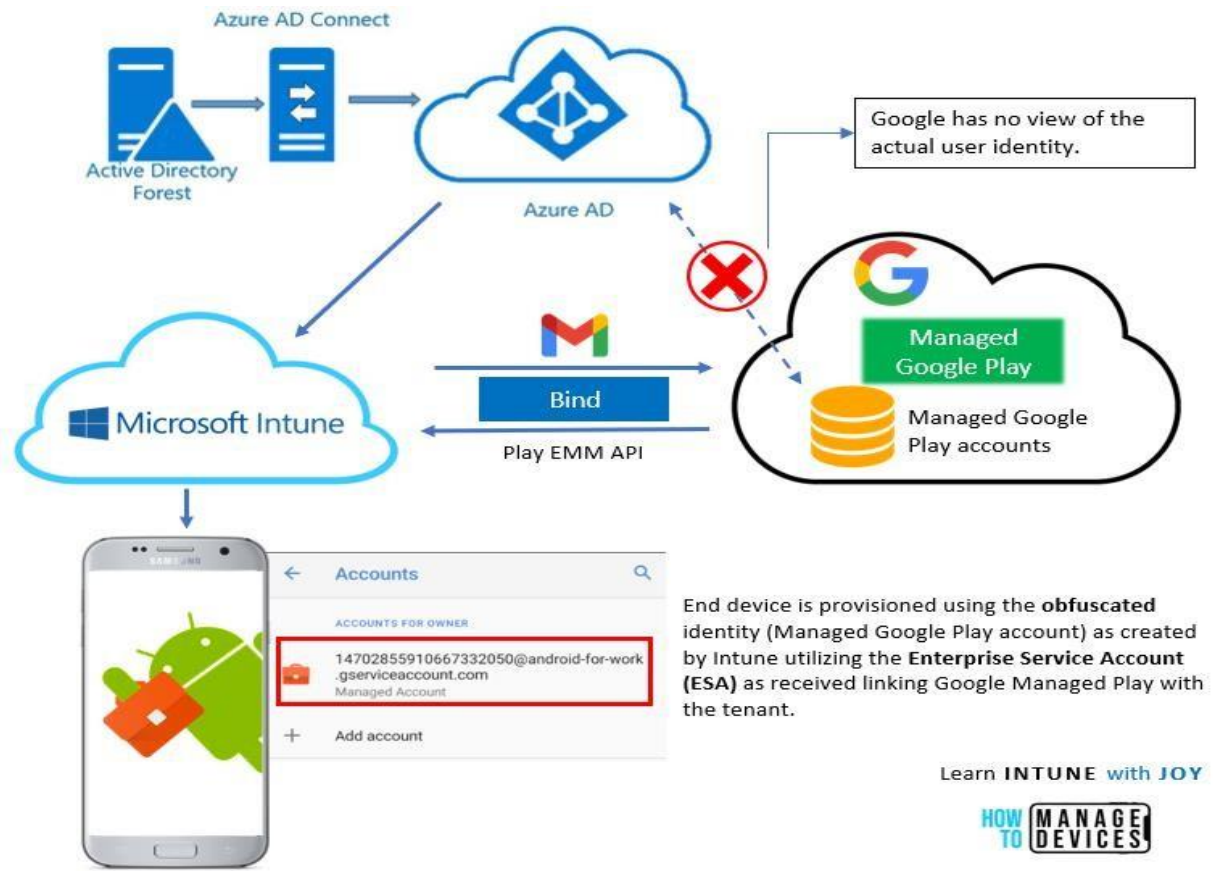 Azure AD Connect
Active Directory
Forest
Azure AD
Google has no view of the
actual user identity.
Managed
Google Play
Managed Google
Play accounts
Bind
Play EMM API
Microsoft Intune
SAMSUNG
Accounts
ACCOUNTS FOR OWNER
14702855910667332050@android-for-work
.gserviceaccount.com
Managed Account
Add account
End device is provisioned using the obfuscated
identity (Managed Google Play account) as created
by Intune utilizing the Enterprise Service Account
(ESA) as received linking Google Managed Play with
the tenant.
Learn INTUNE with JOY
HOW MANAGE
TO DEVICES